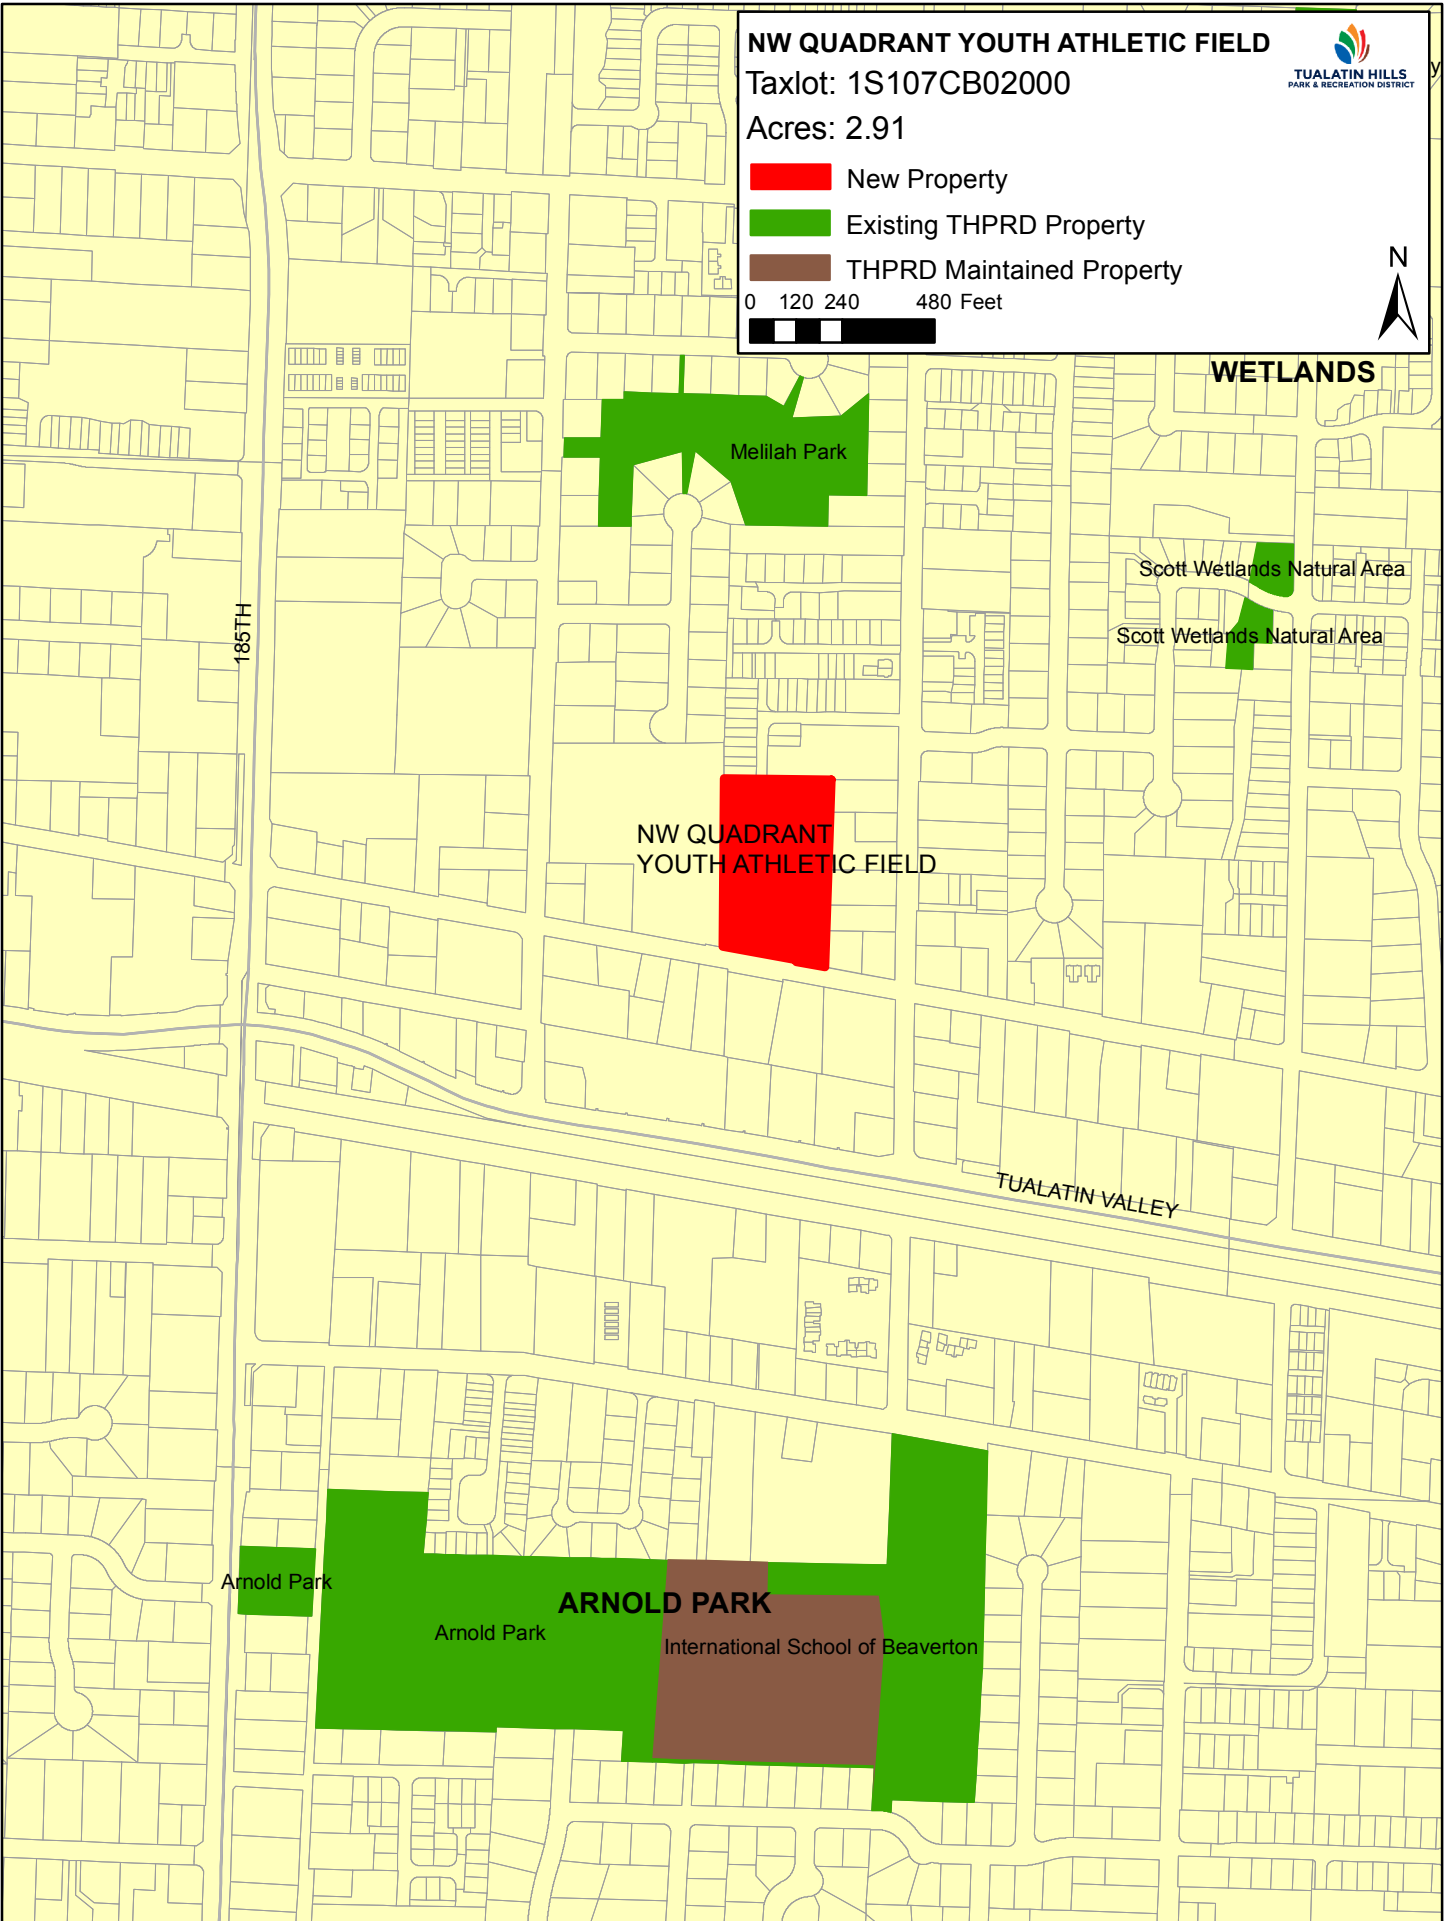 NW QUADRANT YOUTH ATHLETIC FIELD
TUALATIN HILLS
PARK & RECREATION DISTRICT
y
Taxlot: 1S107CB02000
Acres: 2.91
New Property
Existing THPRD Property
THPRD Maintained Property
N
0 120 240 480 Feet
WETLANDS
Melilah Park
Scott Wetlands Natural Area
Scott Wetlands Natural Area
185TH
NW QUADRANT
YOUTH ATHLETIC FIELD
TUALATIN VALLEY
Arnold Park
ARNOLD PARK
Arnold Park
International School of Beaverton